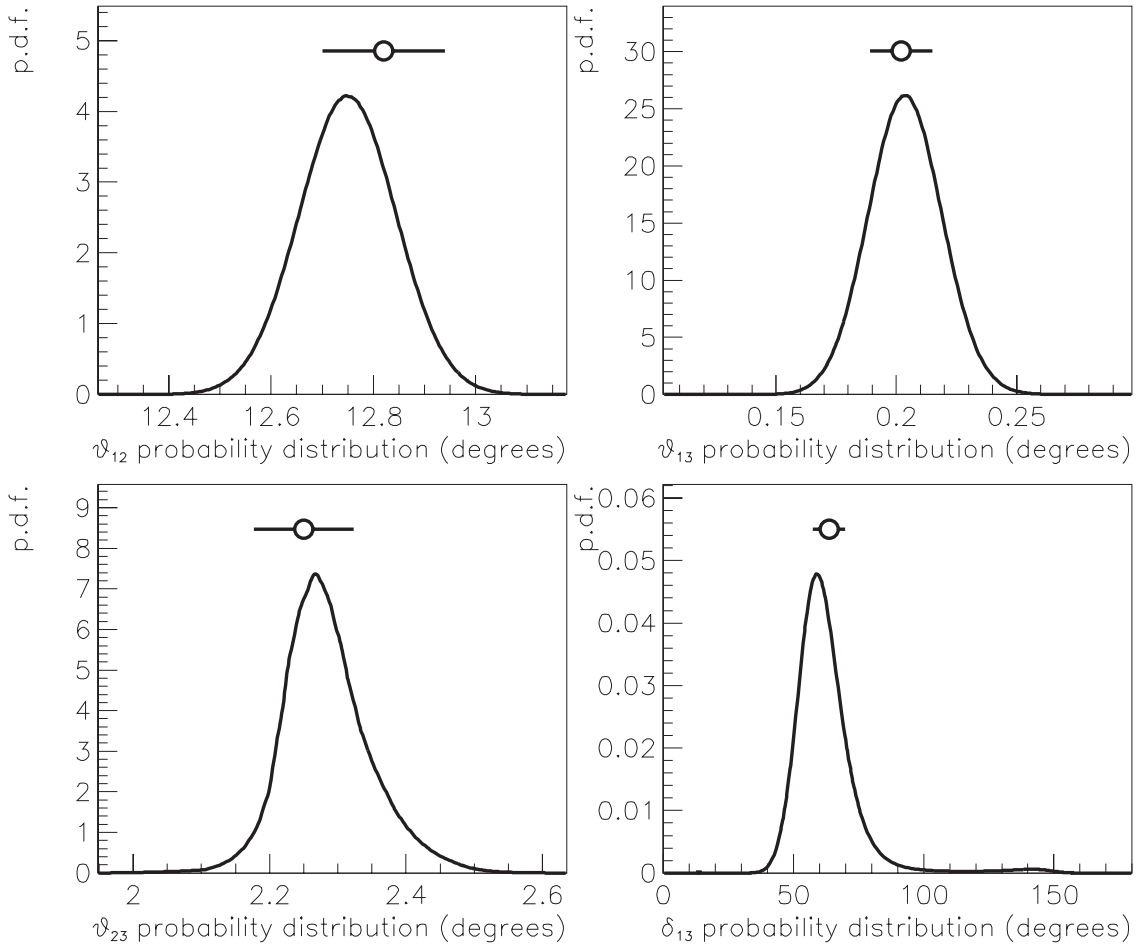 p.d.f.
5
4
3
2
1
0
12.4 12.6 12.8 13
ϑ₁₂ probability distribution (degrees)
p.d.f.
30
25
20
15
10
5
0
0.15 0.2 0.25
ϑ₁₃ probability distribution (degrees)
p.d.f.
9
8
7
6
5
4
3
2
1
0
2 2.2 2.4 2.6
ϑ₂₃ probability distribution (degrees)
p.d.f.
0.06
0.05
0.04
0.03
0.02
0.01
0
0 50 100 150
δ₁₃ probability distribution (degrees)